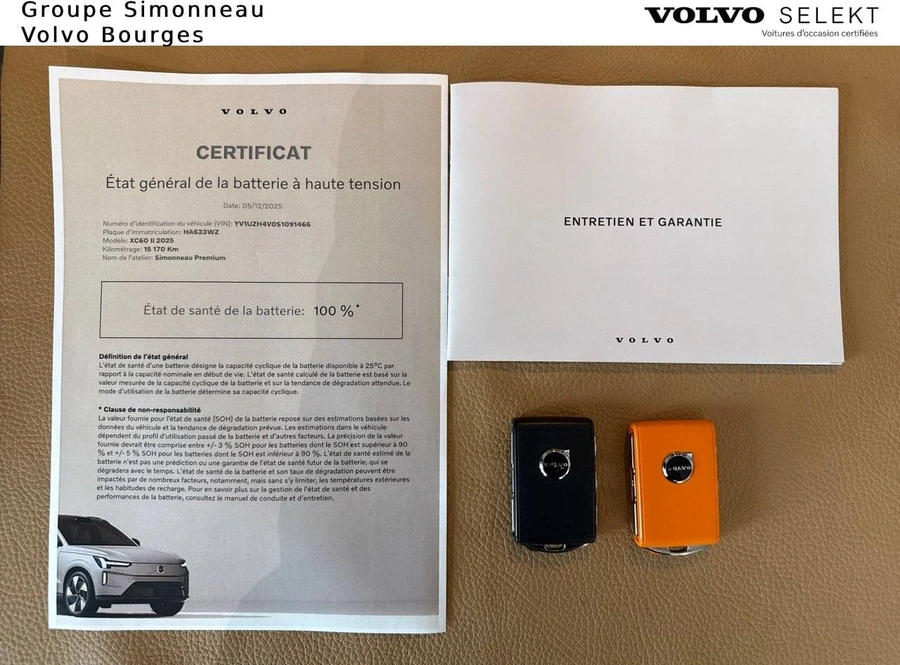 Groupe Simonneau
Volvo Bourges
VOLVO SELEKT
Voitures d'occasion certifiées
VOLVO
CERTIFICAT
État général de la batterie à haute tension
Date: 05/12/2025
Numéro d'identification du véhicule (VIN): YV1UZH4V0S1091466
Plaque d'immatriculation: HA633WZ
Modèle: XC60 II 2025
Kilométrage: 15 170 Km
Nom de l'atelier: Simonneau Premium
État de santé de la batterie: 100 %*
Définition de l'état général
L'état de santé d'une batterie désigne la capacité cyclique de la batterie disponible à 25°C par
rapport à la capacité nominale en début de vie. L'état de santé calculé de la batterie est basé sur la
valeur mesurée de la capacité cyclique de la batterie et sur la tendance de dégradation attendue. Le
mode d'utilisation de la batterie détermine sa capacité cyclique.
* Clause de non-responsabilité
La valeur fournie pour l'état de santé (SOH) de la batterie repose sur des estimations basées sur les
données du véhicule et la tendance de dégradation prévue. Les estimations dans le véhicule
dépendent du profil d'utilisation passé de la batterie et d'autres facteurs. La précision de la valeur
fournie devrait être comprise entre +/- 3 % SOH pour les batteries dont le SOH est supérieur à 90
% et +/- 5 % SOH pour les batteries dont le SOH est inférieur à 90 %. L'état de santé estimé de la
batterie n'est pas une prédiction ou une garantie de l'état de santé futur de la batterie, qui se
dégradera avec le temps. L'état de santé de la batterie et son taux de dégradation peuvent être
impactés par de nombreux facteurs, notamment, mais sans s'y limiter, les températures extérieures
et les habitudes de recharge. Pour en savoir plus sur la gestion de l'état de santé et des
performances de la batterie, consultez le manuel de conduite et d'entretien.
ENTRETIEN ET GARANTIE
VOLVO
VOLVO
VOLVO